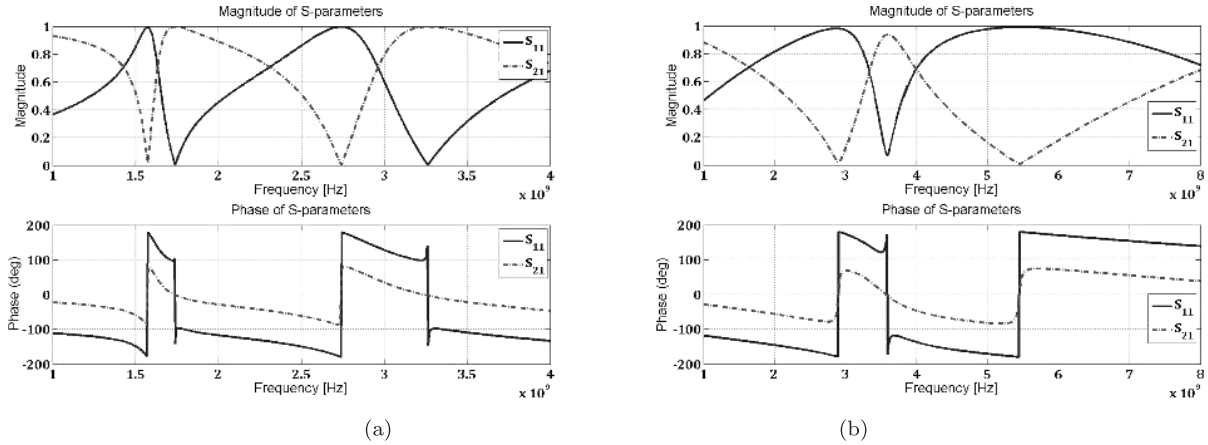 Magnitude of S-parameters
Magnitude
1
0.8
0.6
0.4
0.2
0
S11
S21
1 1.5 2 2.5 3 3.5 4
Frequency [Hz]
x 10^9
Phase of S-parameters
Phase (deg)
200
100
0
-100
-200
S11
S21
1 1.5 2 2.5 3 3.5 4
Frequency [Hz]
x 10^9
(a)
Magnitude of S-parameters
Magnitude
1
0.8
0.6
0.4
0.2
0
S11
S21
1 2 3 4 5 6 7 8
Frequency [Hz]
x 10^9
Phase of S-parameters
Phase (deg)
200
100
0
-100
-200
S11
S21
1 2 3 4 5 6 7 8
Frequency [Hz]
x 10^9
(b)